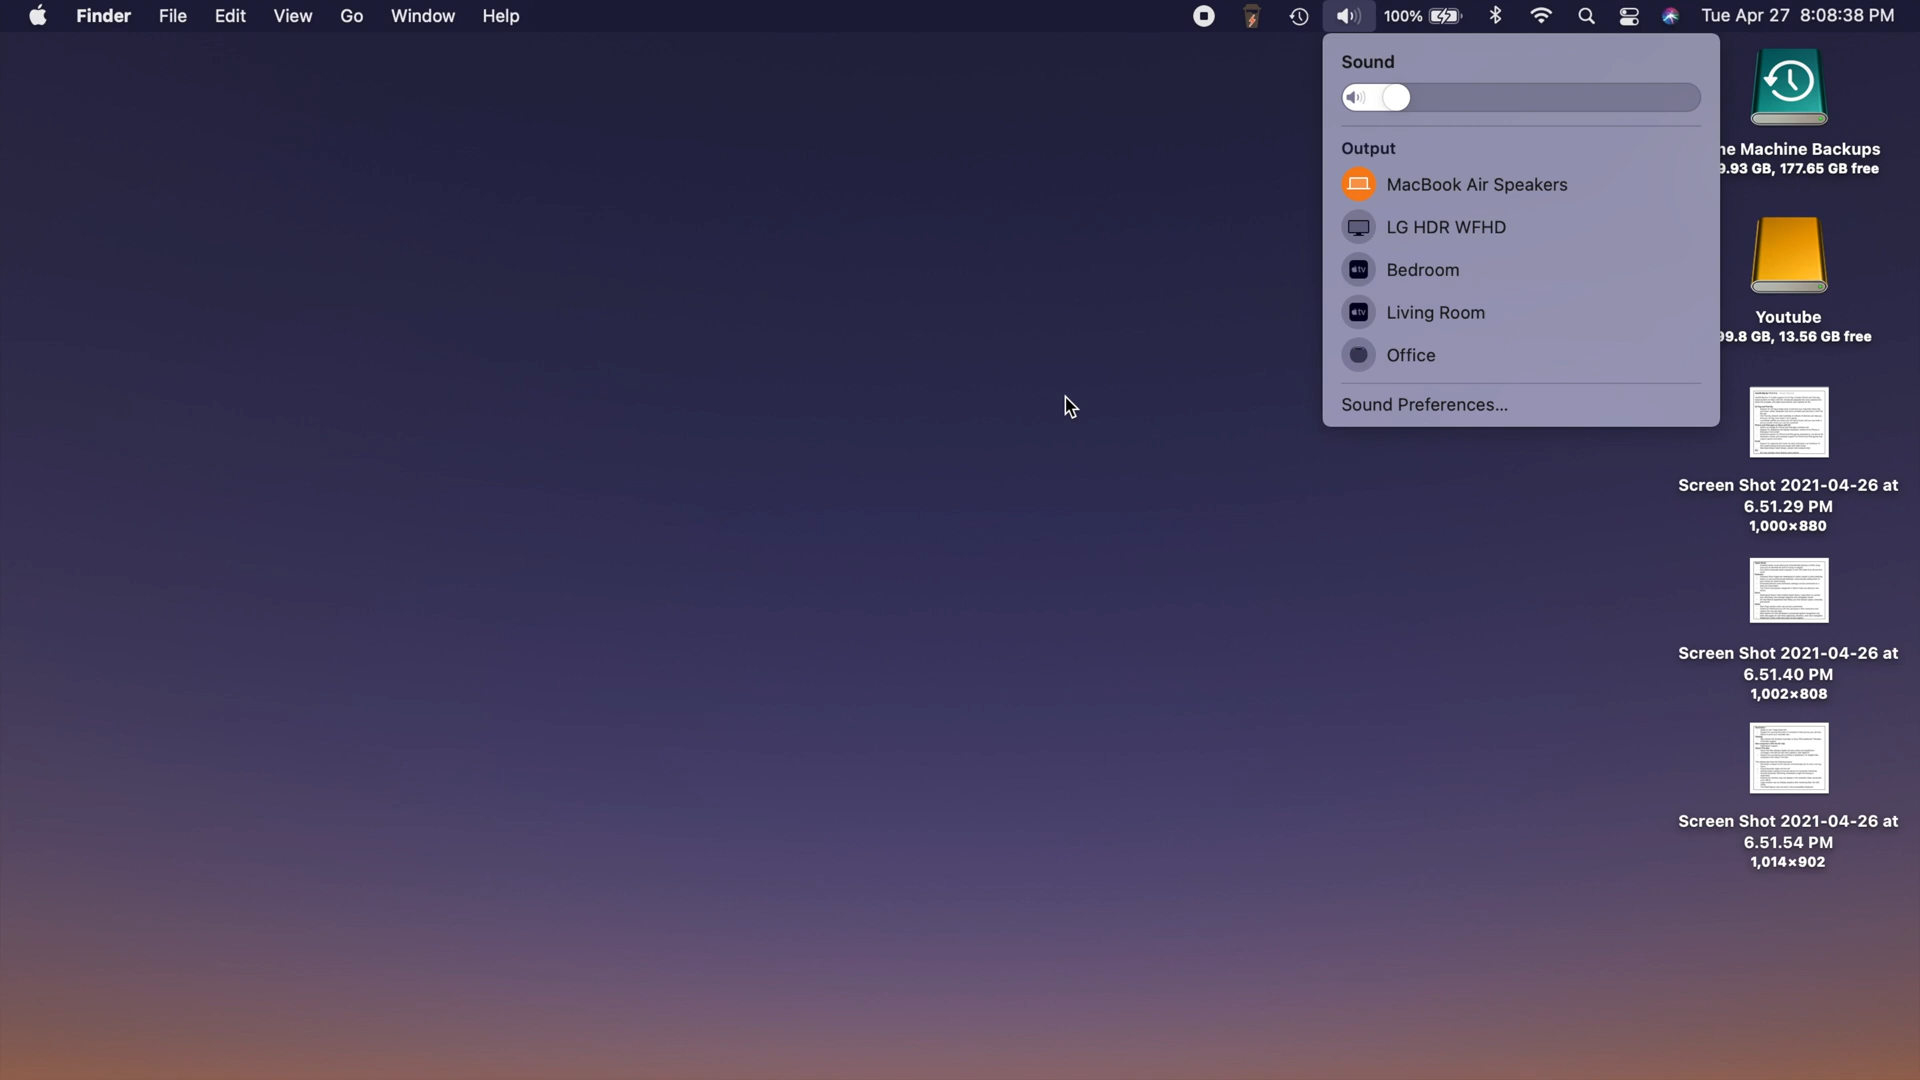 Finder File Edit View Go Window Help 100% Tue Apr 27 8:08:38 PM
Sound
Output
MacBook Air Speakers
LG HDR WFHD
tv Bedroom
tv Living Room
Office
Sound Preferences...
ne Machine Backups
9.93 GB, 177.65 GB free
Youtube
99.8 GB, 13.56 GB free
Screen Shot 2021-04-26 at
6.51.29 PM
1,000×880
Screen Shot 2021-04-26 at
6.51.40 PM
1,002×808
Screen Shot 2021-04-26 at
6.51.54 PM
1,014×902